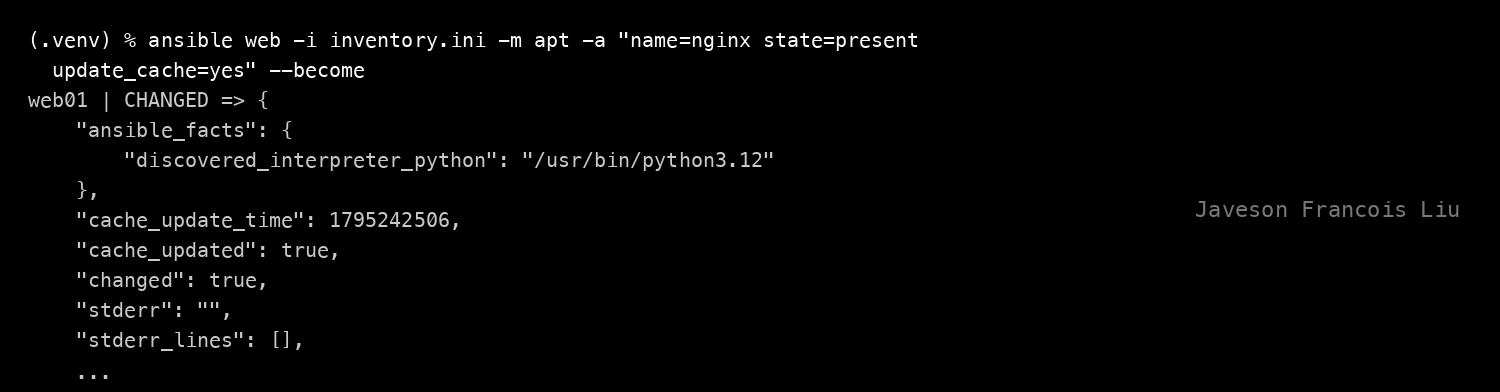 (.venv) % ansible web -i inventory.ini -m apt -a "name=nginx state=present
  update_cache=yes" --become
web01 | CHANGED => {
    "ansible_facts": {
        "discovered_interpreter_python": "/usr/bin/python3.12"
    },
    "cache_update_time": 1795242506,
Javeson Francois Liu
    "cache_updated": true,
    "changed": true,
    "stderr": "",
    "stderr_lines": [],
    ...